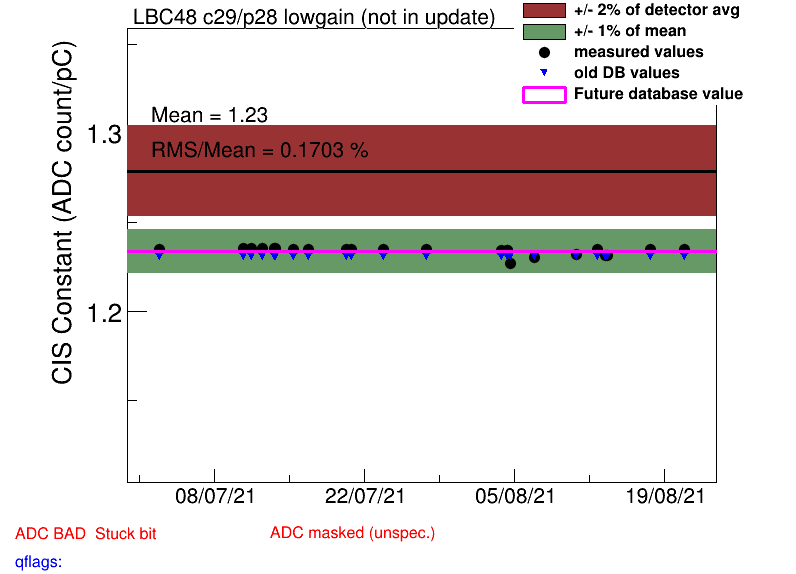 LBC48 c29/p28 lowgain (not in update)
+/- 2% of detector avg
+/- 1% of mean
measured values
old DB values
Future database value
Mean = 1.23
RMS/Mean = 0.1703 %
CIS Constant (ADC count/pC)
1.3
1.2
08/07/21 22/07/21 05/08/21 19/08/21
ADC BAD  Stuck bit ADC masked (unspec.)
qflags: